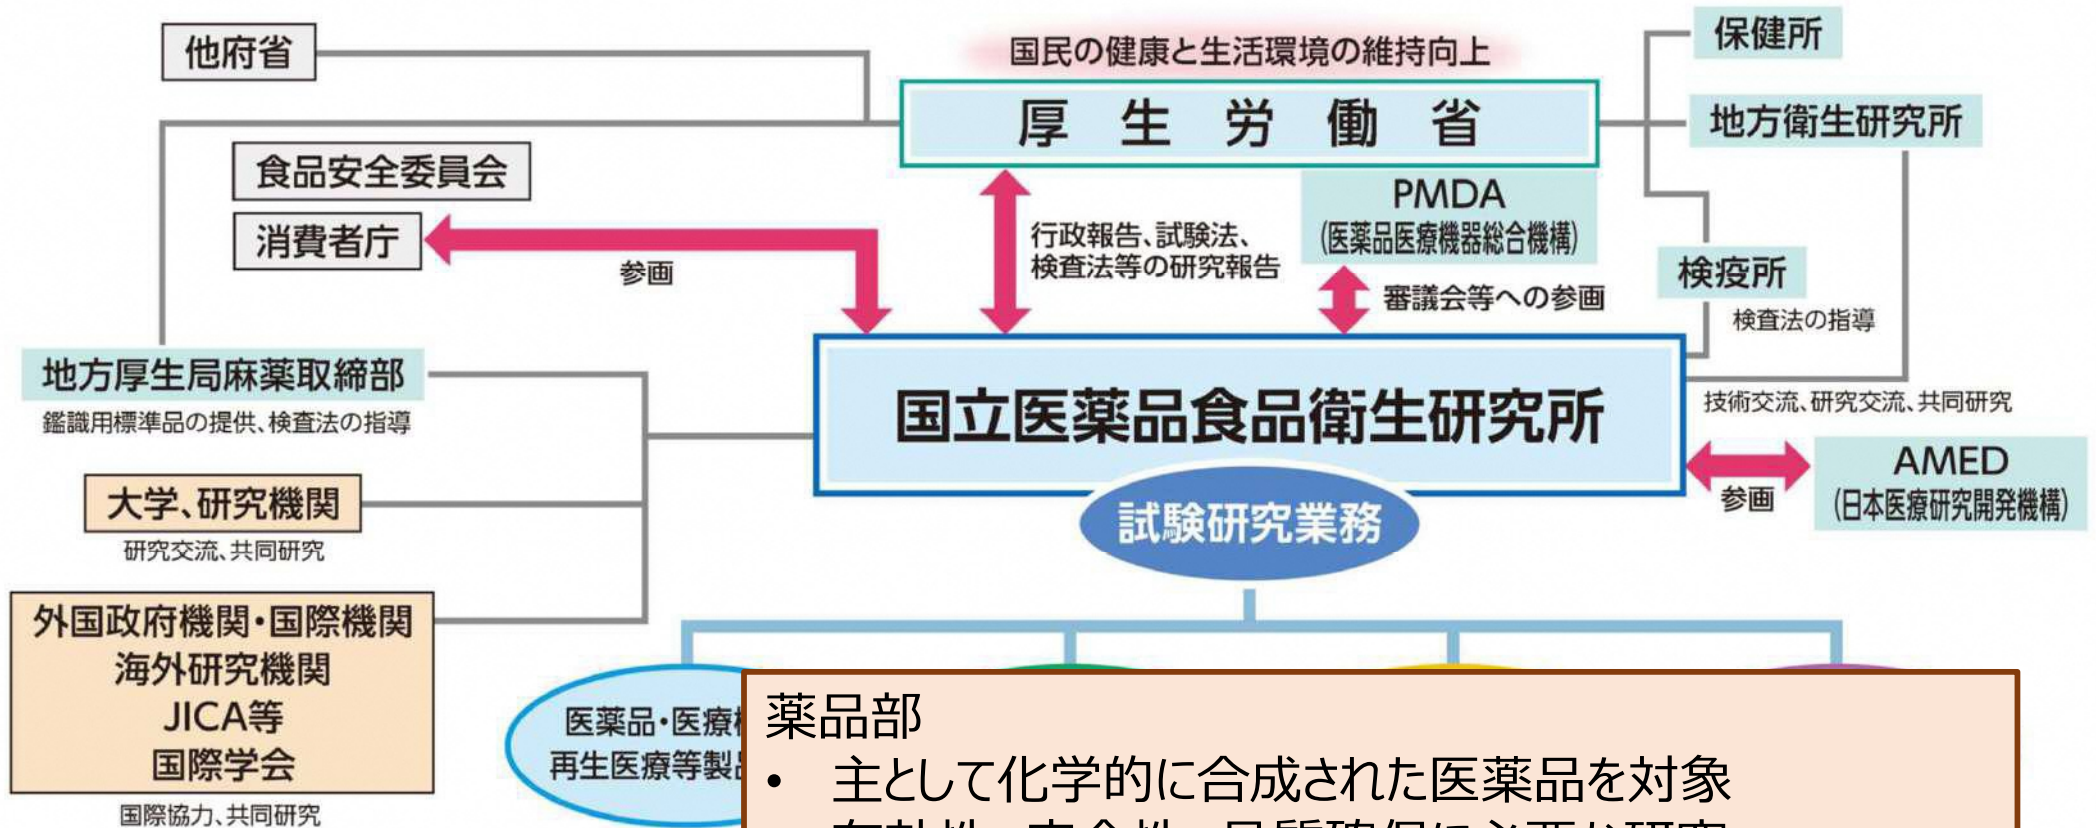 他府省
国民の健康と生活環境の維持向上
厚生労働省
保健所
地方衛生研究所
食品安全委員会
消費者庁
参画
行政報告、試験法、
検査法等の研究報告
PMDA
(医薬品医療機器総合機構)
審議会等への参画
検疫所
検査法の指導
地方厚生局麻薬取締部
鑑識用標準品の提供、検査法の指導
国立医薬品食品衛生研究所
技術交流、研究交流、共同研究
大学、研究機関
研究交流、共同研究
試験研究業務
参画
AMED
(日本医療研究開発機構)
外国政府機関・国際機関
海外研究機関
JICA等
国際学会
国際協力、共同研究
医薬品・医療
再生医療等製
薬品部
• 主として化学的に合成された医薬品を対象